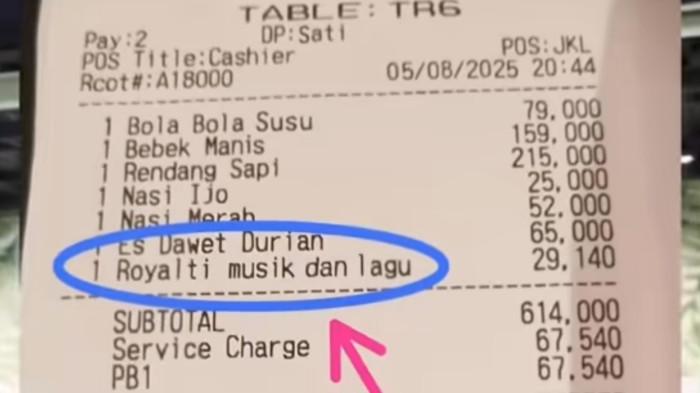 TABLE: TR6
Pay:2 DP:Sati
POS Title:Cashier POS:JKL
Rcot#:A18000 05/08/2025 20:44
1 Bola Bola Susu 79,000
1 Bebek Manis 159,000
1 Rendang Sapi 215,000
1 Nasi Ijo 25,000
1 Nasi Merah 52,000
1 Es Dawet Durian 65,000
1 Royalti musik dan lagu 29,140
SUBTOTAL 614,000
Service Charge 67.540
PB1 67.540